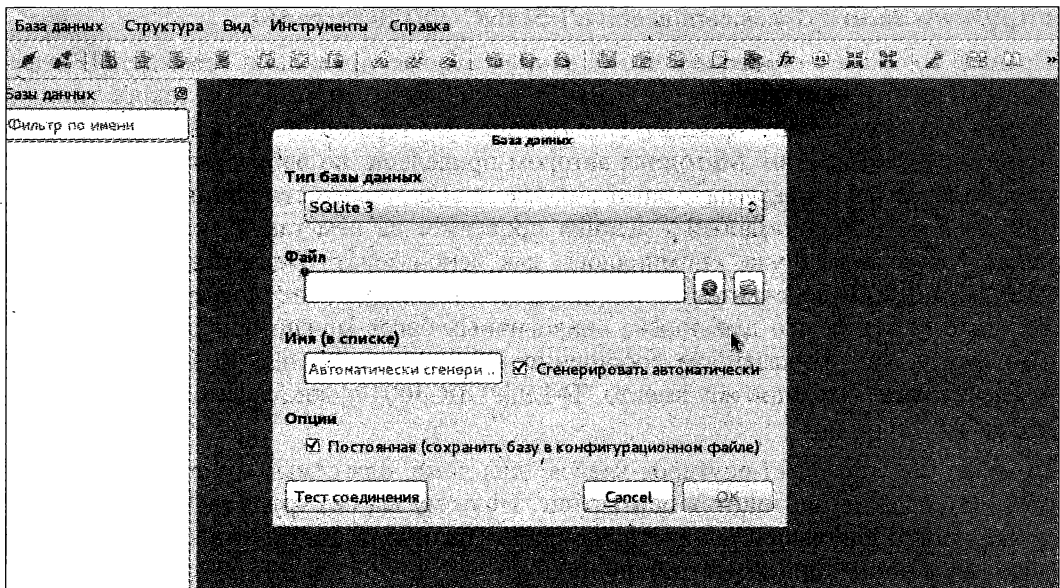 База данных Структура Вид Инструменты Справка
Базы данных
Фильтр по имени
База данных
Тип базы данных
SQLite 3
Файл
Имя (в списке)
Автоматически сгенери ..
Сгенерировать автоматически
Опции
Постоянная (сохранить базу в конфигурационном файле)
Тест соединения
Cancel
OK